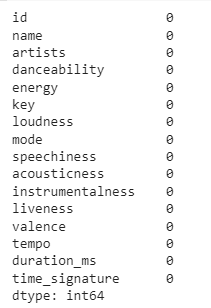 id 0
name 0
artists 0
danceability 0
energy 0
key 0
loudness 0
mode 0
speechiness 0
acousticness 0
instrumentalness 0
liveness 0
valence 0
tempo 0
duration_ms 0
time_signature 0
dtype: int64